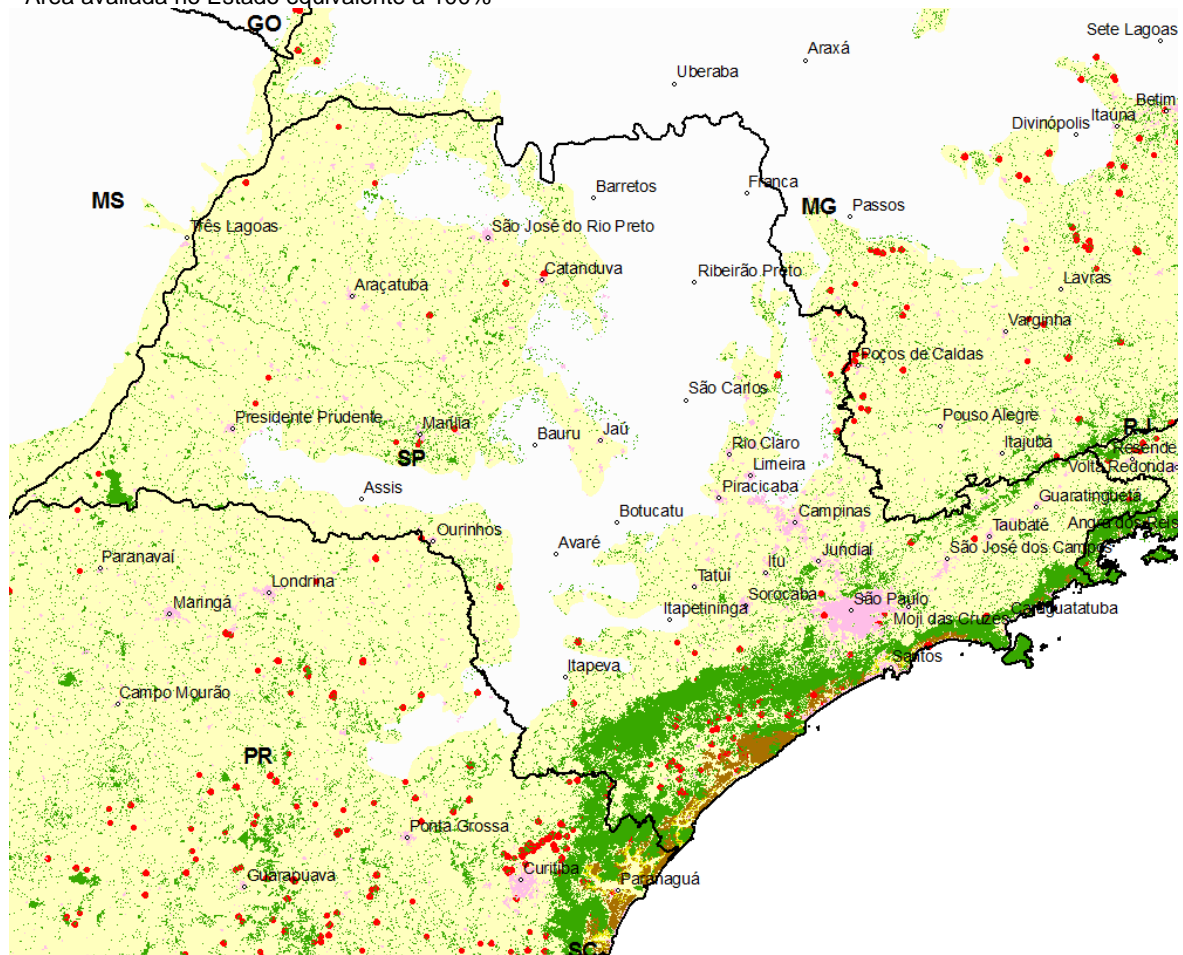 Área avaliada no Estado equivalente a 100%
GO
Sete Lagoas
Araxá
Uberaba
Betim
Itauna
Divinópolis
MS
Barretos
Franca
MG
Passos
Três Lagoas
São José do Rio Preto
Catanduva
Ribeirão Preto
Lavras
Araçatuba
Varginha
Poços de Caldas
São Carlos
Presidente Prudente
Marília
Pouso Alegre
RJ
Bauru
Jaú
Rio Claro
Itajubá
Resende
SP
Limeira
Volta Redonda
Assis
Piracicaba
Guaratinguetá
Botucatu
Campinas
Angra dos Reis
Ourinhos
Taubaté
Avaré
Jundiaí
São José dos Campos
Paranavaí
Itú
Tatuí
Londrina
Sorocaba
Maringá
Itapetininga
São Paulo
Caraguatatuba
Moji das Cruzes
Santos
Itapeva
Campo Mourão
PR
Ponta Grossa
Curitiba
Guarapuava
Paranaguá
SC